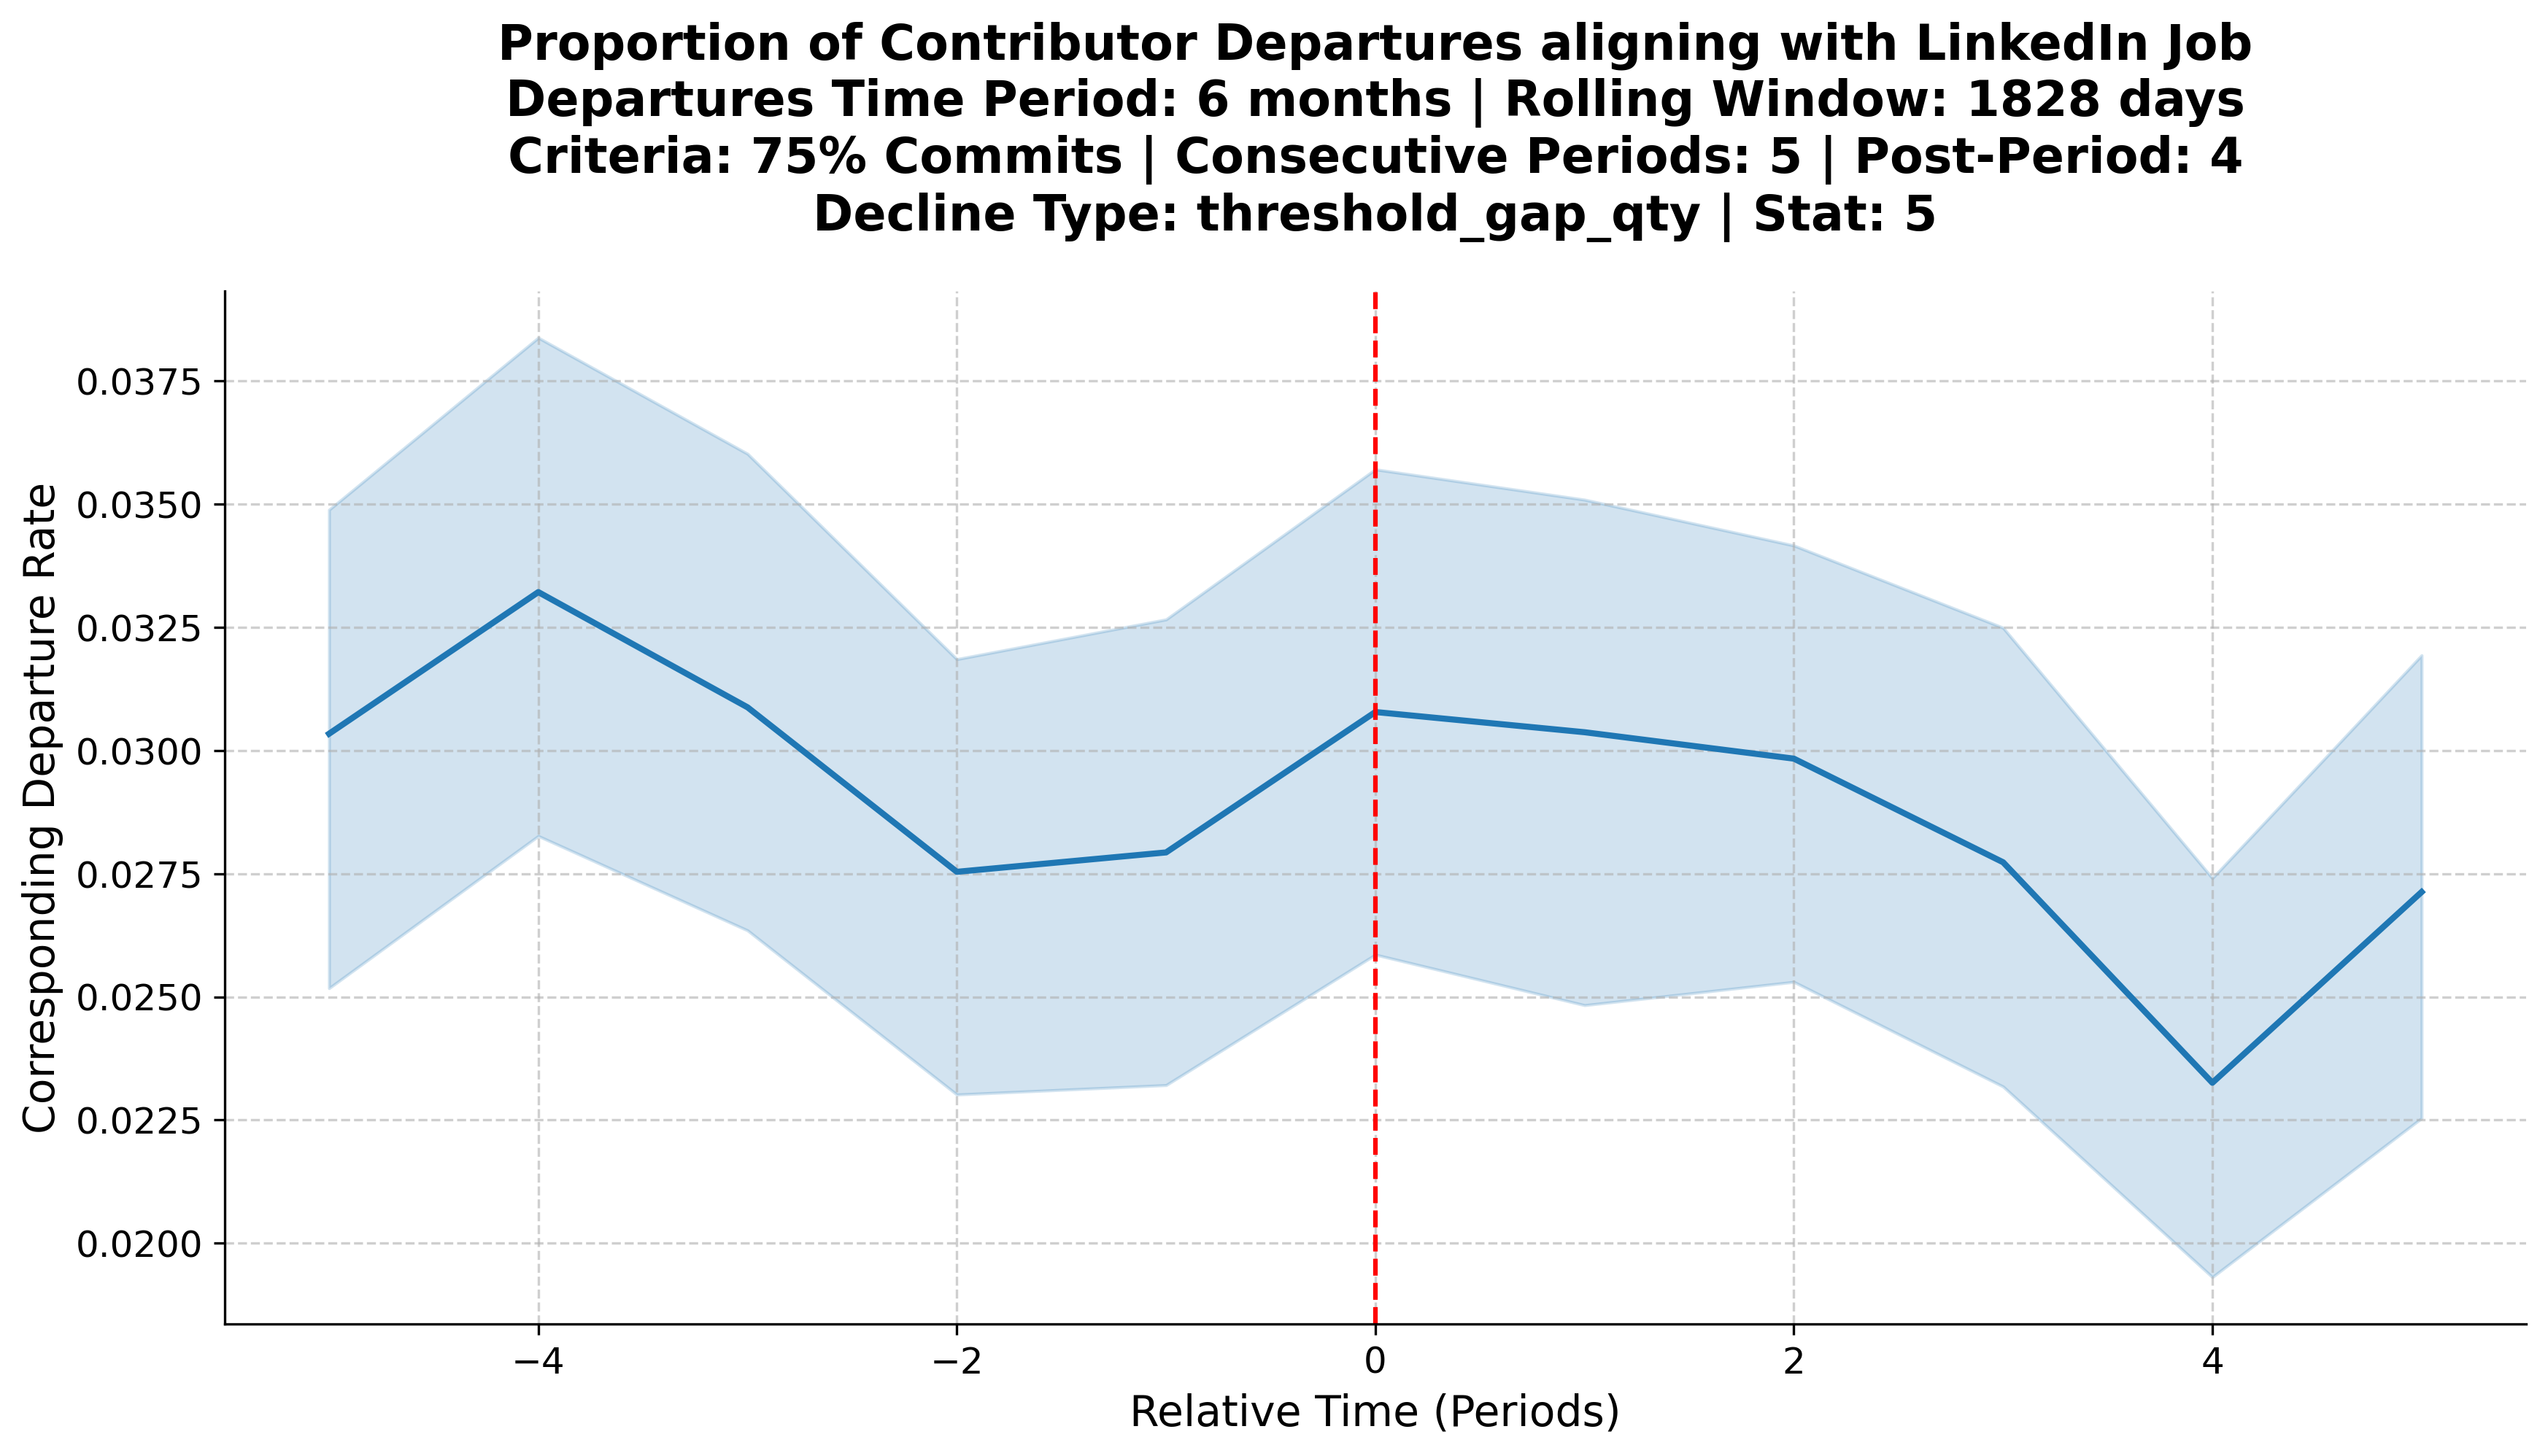 Proportion of Contributor Departures aligning with LinkedIn Job
Departures Time Period: 6 months | Rolling Window: 1828 days
Criteria: 75% Commits | Consecutive Periods: 5 | Post-Period: 4
Decline Type: threshold_gap_qty | Stat: 5
Corresponding Departure Rate
0.0375
0.0350
0.0325
0.0300
0.0275
0.0250
0.0225
0.0200
−4
−2
0
2
4
Relative Time (Periods)